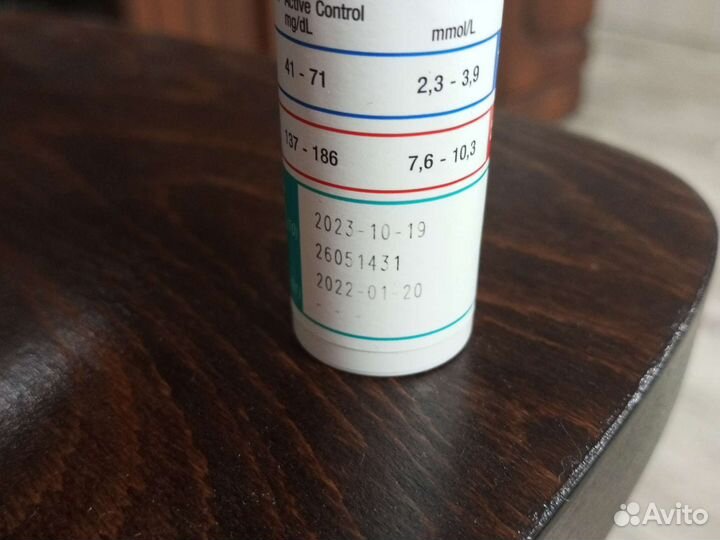 Active Control
mg/dL mmol/L
41 - 71 2,3 - 3,9
137 - 186 7,6 - 10,3
2023-10-19
26051431
2022-01-20
Avito